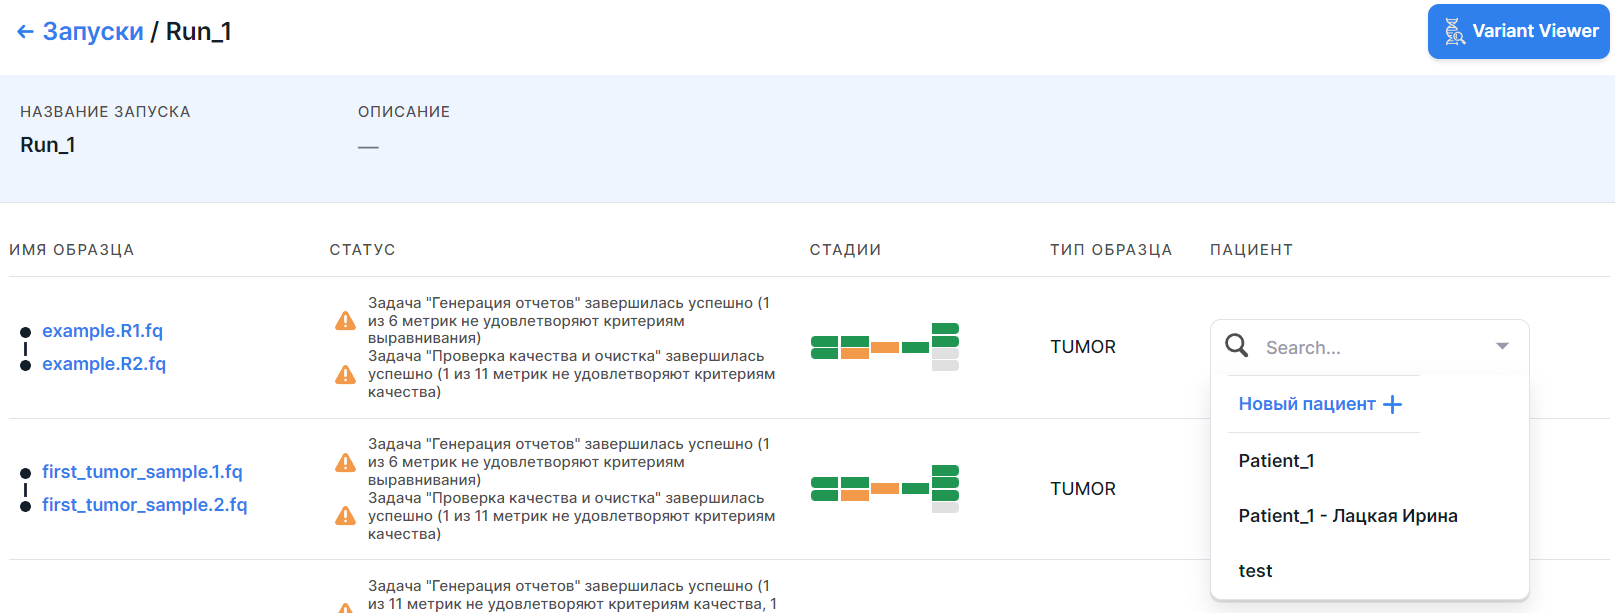 ← Запуски / Run_1
Variant Viewer
НАЗВАНИЕ ЗАПУСКА
ОПИСАНИЕ
Run_1
—
ИМЯ ОБРАЗЦА
СТАТУС
СТАДИИ
ТИП ОБРАЗЦА
ПАЦИЕНТ
example.R1.fq
example.R2.fq
Задача "Генерация отчетов" завершилась успешно (1
из 6 метрик не удовлетворяют критериям
выравнивания)
Задача "Проверка качества и очистка" завершилась
успешно (1 из 11 метрик не удовлетворяют критериям
качества)
TUMOR
Search...
Новый пациент +
Patient_1
Patient_1 - Лацкая Ирина
test
first_tumor_sample.1.fq
first_tumor_sample.2.fq
Задача "Генерация отчетов" завершилась успешно (1
из 6 метрик не удовлетворяют критериям
выравнивания)
Задача "Проверка качества и очистка" завершилась
успешно (1 из 11 метрик не удовлетворяют критериям
качества)
TUMOR
Задача "Генерация отчетов" завершилась успешно (1
из 11 метрик не удовлетворяют критериям качества, 1